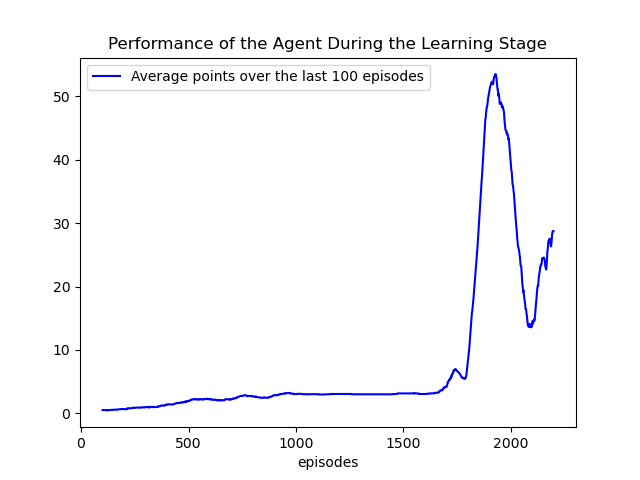 Performance of the Agent During the Learning Stage
Average points over the last 100 episodes
50
40
30
20
10
0
0 500 1000 1500 2000
episodes